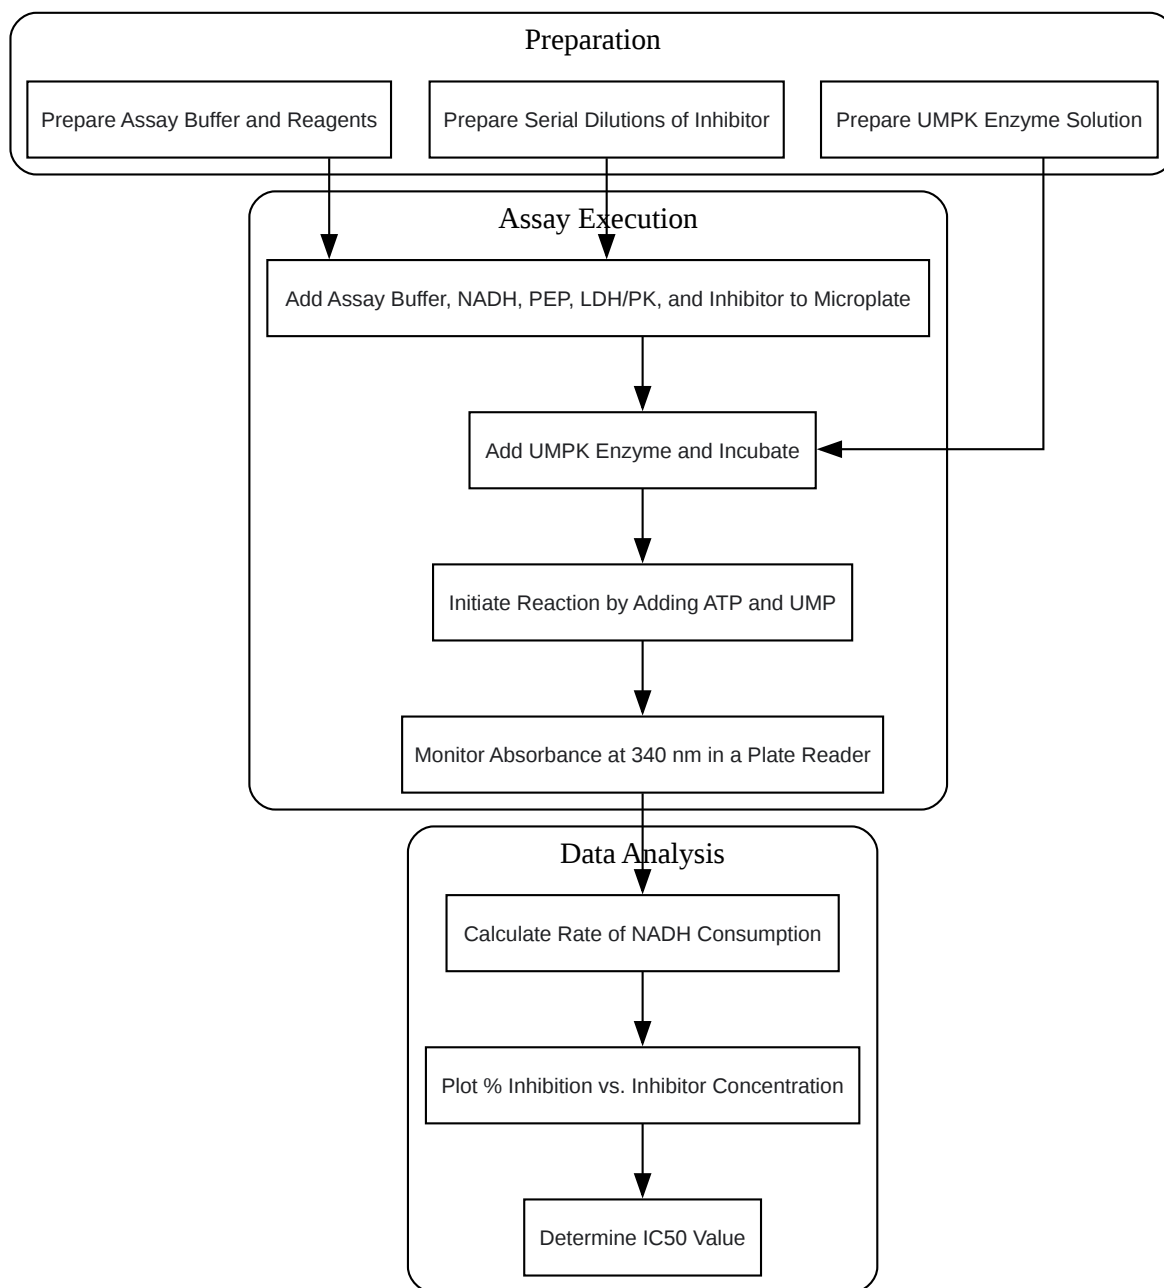 Preparation
Prepare Assay Buffer and Reagents
Prepare Serial Dilutions of Inhibitor
Prepare UMPK Enzyme Solution
Assay Execution
Add Assay Buffer, NADH, PEP, LDH/PK, and Inhibitor to Microplate
Add UMPK Enzyme and Incubate
Initiate Reaction by Adding ATP and UMP
Monitor Absorbance at 340 nm in a Plate Reader
Data Analysis
Calculate Rate of NADH Consumption
Plot % Inhibition vs. Inhibitor Concentration
Determine IC50 Value